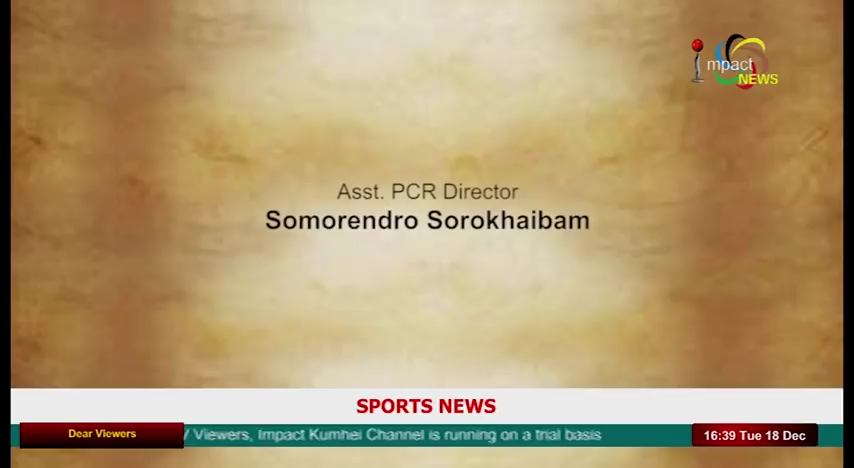 impact
NEWS
Asst. PCR Director
Somorendro Sorokhaibam
SPORTS NEWS
Dear Viewers
Viewers, Impact Kumhei Channel is running on a trial basis
16:39 Tue 18 Dec